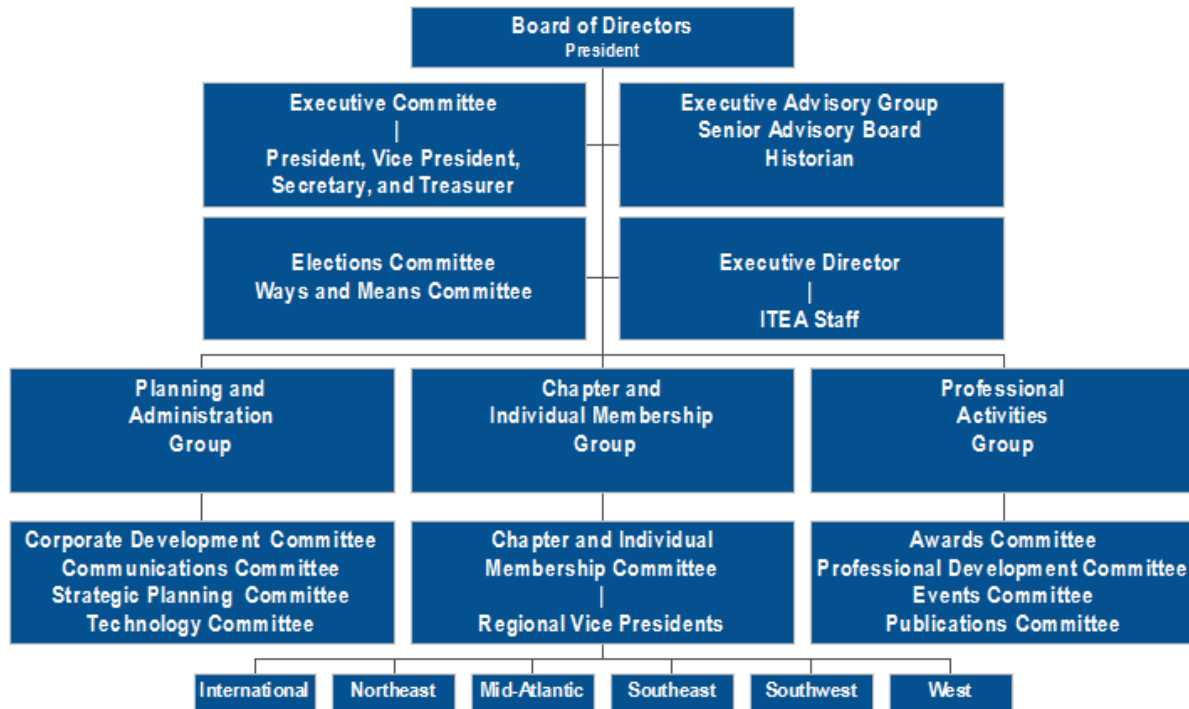 Board of Directors
President
Executive Committee
|
President, Vice President,
Secretary, and Treasurer
Executive Advisory Group
Senior Advisory Board
Historian
Elections Committee
Ways and Means Committee
Executive Director
|
ITEA Staff
Planning and
Administration
Group
Chapter and
Individual Membership
Group
Professional
Activities
Group
Corporate Development Committee
Communications Committee
Strategic Planning Committee
Technology Committee
Chapter and Individual
Membership Committee
|
Regional Vice Presidents
Awards Committee
Professional Development Committee
Events Committee
Publications Committee
International
Northeast
Mid-Atlantic
Southeast
Southwest
West